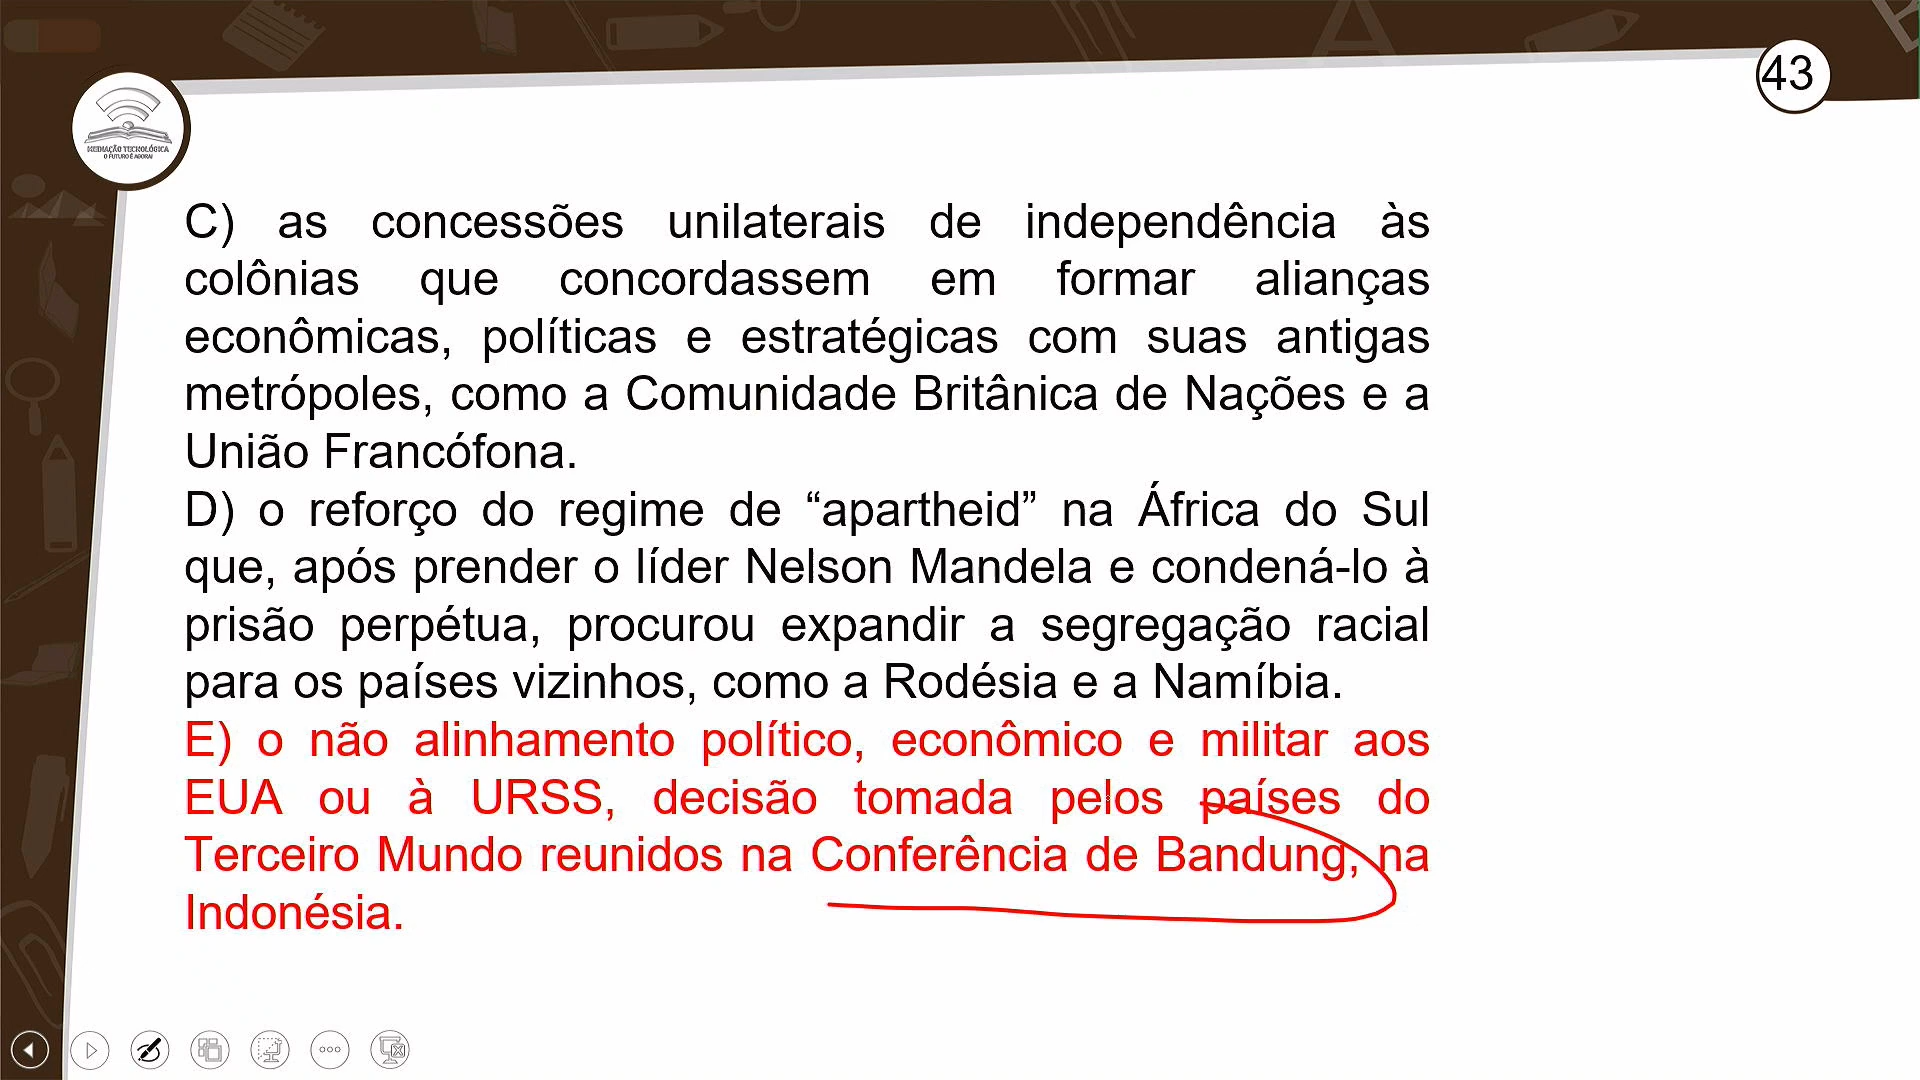 43
MEDIAÇÃO TECNOLÓGICA
O FUTURO É AGORA!
C) as concessões unilaterais de independência às
colônias que concordassem em formar alianças
econômicas, políticas e estratégicas com suas antigas
metrópoles, como a Comunidade Britânica de Nações e a
União Francófona.
D) o reforço do regime de “apartheid” na África do Sul
que, após prender o líder Nelson Mandela e condená-lo à
prisão perpétua, procurou expandir a segregação racial
para os países vizinhos, como a Rodésia e a Namíbia.
E) o não alinhamento político, econômico e militar aos
EUA ou à URSS, decisão tomada pelos países do
Terceiro Mundo reunidos na Conferência de Bandung, na
Indonésia.